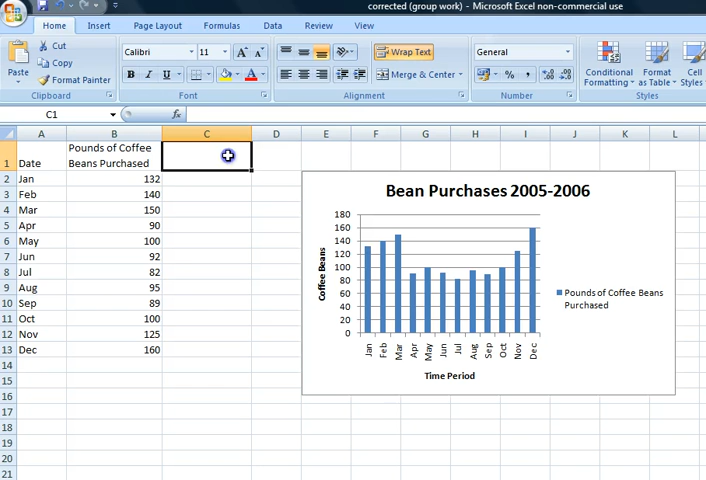 corrected (group work) - Microsoft Excel non-commercial use
Home Insert Page Layout Formulas Data Review View
Paste
Cut
Copy
Format Painter
Clipboard
Calibri 11 A A
B I U A
Font
Wrap Text
Merge & Center
Alignment
General
$ % , .0 .00 .00 .0
Number
Conditional Formatting
Format as Table
Cell Styles
Styles
C1 fx
A B C D E F G H I J K L
1 Date Pounds of Coffee
Beans Purchased
2 Jan 132
3 Feb 140
4 Mar 150
5 Apr 90
6 May 100
7 Jun 92
8 Jul 82
9 Aug 95
10 Sep 89
11 Oct 100
12 Nov 125
13 Dec 160
14
15
16
17
18
19
20
21
Bean Purchases 2005-2006
Coffee Beans
180
160
140
120
100
80
60
40
20
0
Jan Feb Mar Apr May Jun Jul Aug Sep Oct Nov Dec
Time Period
Pounds of Coffee Beans
Purchased